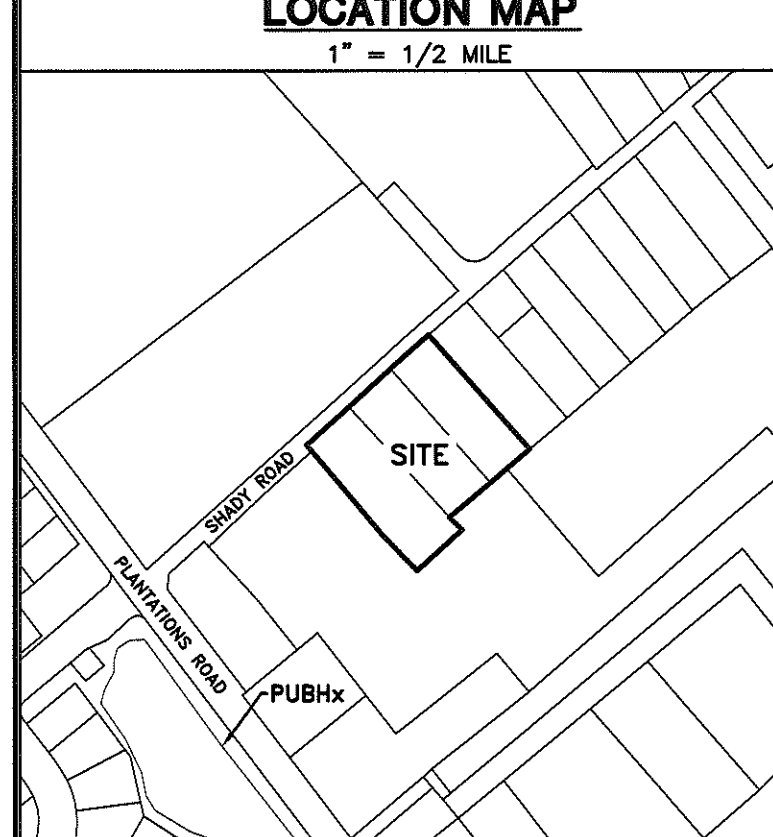 LOCATION MAP
1" = 1/2 MILE
SITE
SHADY ROAD
PLANTATIONS ROAD
PUBHx